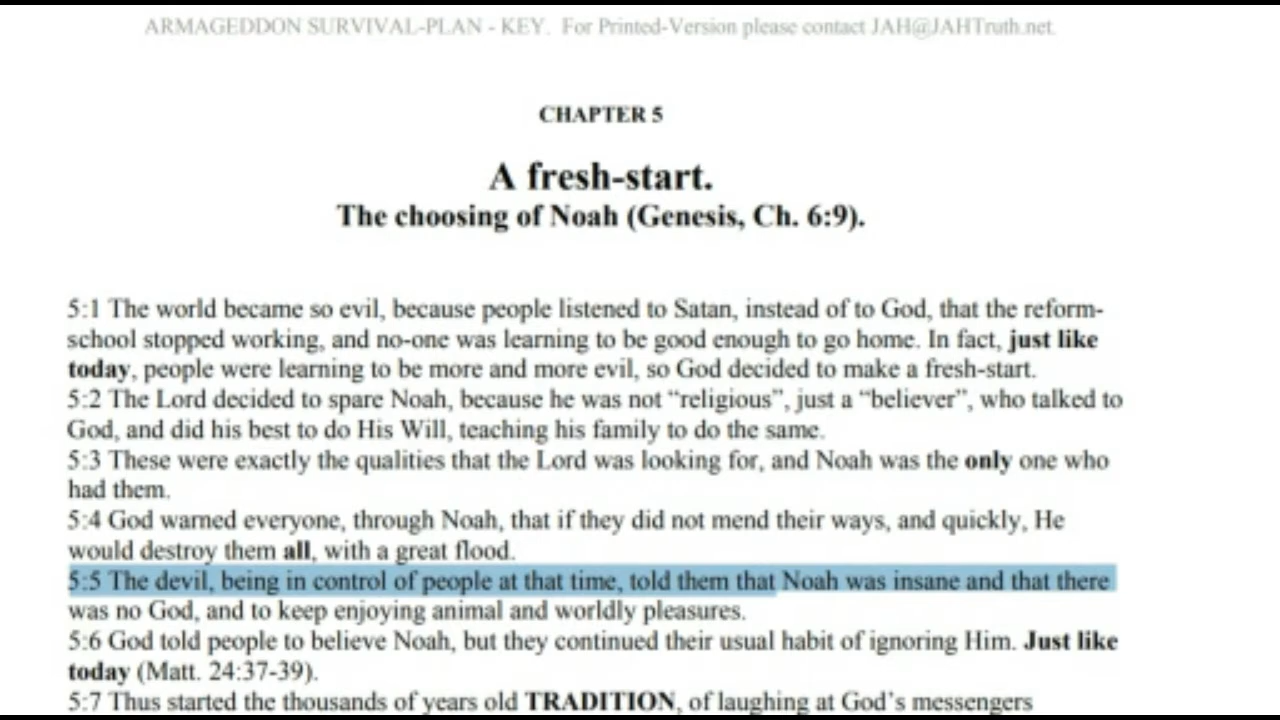 ARMAGEDDON SURVIVAL-PLAN - KEY. For Printed-Version please contact JAH@JAHTruth.net.
CHAPTER 5
A fresh-start.
The choosing of Noah (Genesis, Ch. 6:9).
5:1 The world became so evil, because people listened to Satan, instead of to God, that the reform-
school stopped working, and no-one was learning to be good enough to go home. In fact, just like
today, people were learning to be more and more evil, so God decided to make a fresh-start.
5:2 The Lord decided to spare Noah, because he was not “religious”, just a “believer”, who talked to
God, and did his best to do His Will, teaching his family to do the same.
5:3 These were exactly the qualities that the Lord was looking for, and Noah was the only one who
had them.
5:4 God warned everyone, through Noah, that if they did not mend their ways, and quickly, He
would destroy them all, with a great flood.
5:5 The devil, being in control of people at that time, told them that Noah was insane and that there
was no God, and to keep enjoying animal and worldly pleasures.
5:6 God told people to believe Noah, but they continued their usual habit of ignoring Him. Just like
today (Matt. 24:37-39).
5:7 Thus started the thousands of years old TRADITION, of laughing at God’s messengers